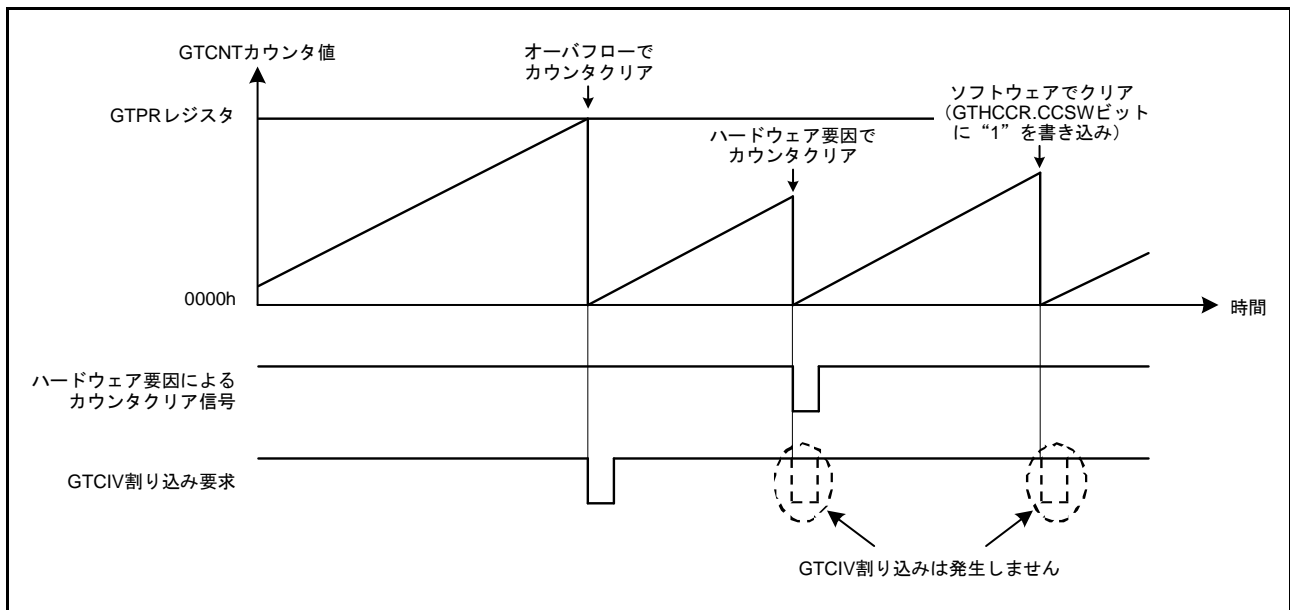 GTCNTカウンタ値
オーバフローで
カウンタクリア
GTPRレジスタ
ソフトウェアでクリア
(GTHCCR.CCSWビット
に“1”を書き込み)
ハードウェア要因で
カウンタクリア
0000h
時間
ハードウェア要因による
カウンタクリア信号
GTCIV割り込み要求
GTCIV割り込みは発生しません